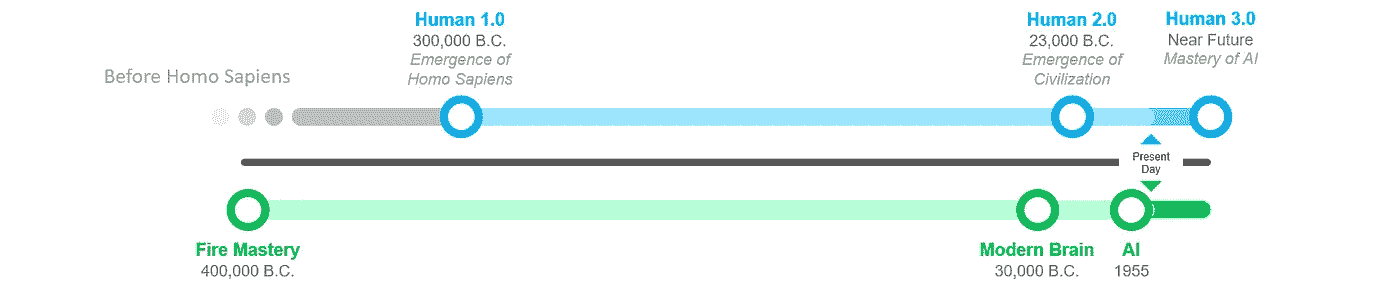 Human 1.0
300,000 B.C.
Emergence of
Homo Sapiens
Human 2.0
23,000 B.C.
Emergence of
Civilization
Human 3.0
Near Future
Mastery of AI
Before Homo Sapiens
Present
Day
Fire Mastery
400,000 B.C.
Modern Brain
30,000 B.C.
AI
1955